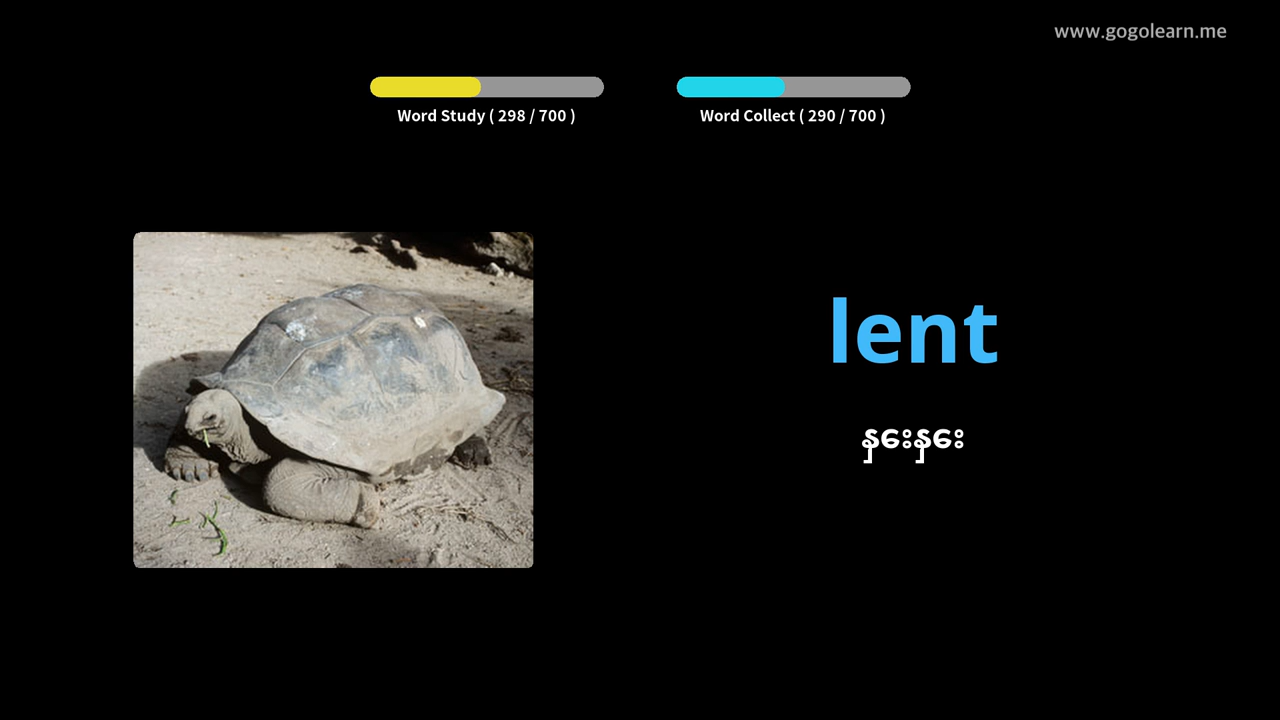 www.gogolearn.me
Word Study ( 298 / 700 )
Word Collect ( 290 / 700 )
lent
နှေးနှေး